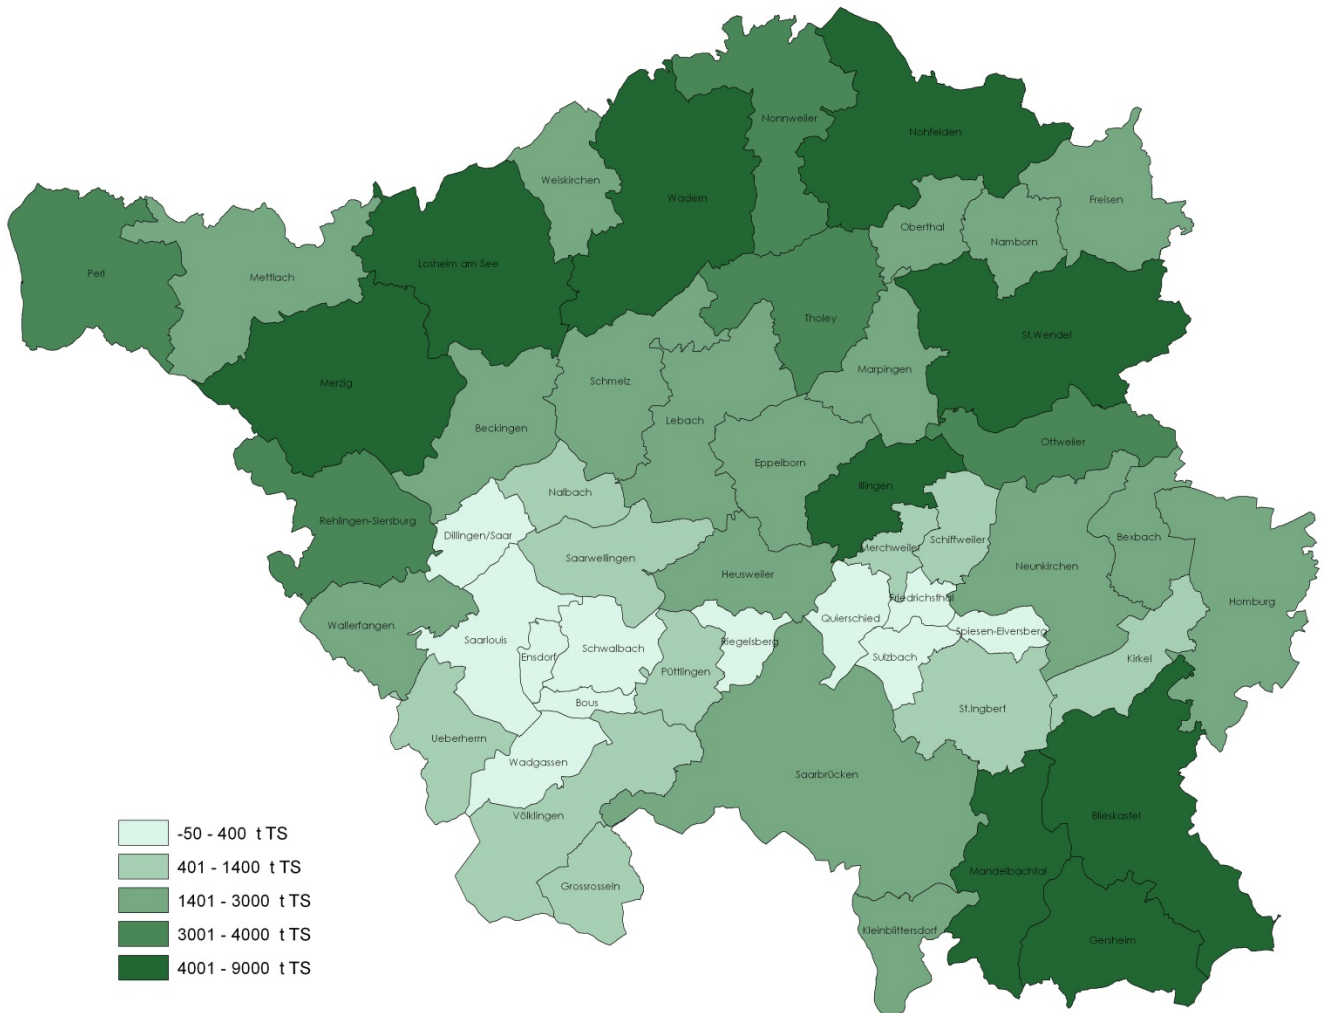 Nonnweiler
Nohfelden
Weiskirchen
Wadern
Freisen
Oberthal
Namborn
Perl
Mettlach
Losheim am See
Tholey
St.Wendel
Merzig
Schmelz
Marpingen
Beckingen
Lebach
Eppelborn
Ottweiler
Illingen
Nalbach
Rehlingen-Siersburg
Dillingen/Saar
Saarwellingen
Merchweiler
Schiffweiler
Bexbach
Heusweiler
Neunkirchen
Friedrichsthal
Homburg
Wallerfangen
Quierschied
Saarlouis
Schwalbach
Riegelsberg
Spiesen-Elversberg
Ensdorf
Sulzbach
Kirkel
Püttlingen
Bous
St.Ingbert
Ueberherrn
Wadgassen
Saarbrücken
Völklingen
Blieskastel
Mandelbachtal
Grossrosseln
Kleinblittersdorf
Gersheim
-50 - 400 t TS
401 - 1400 t TS
1401 - 3000 t TS
3001 - 4000 t TS
4001 - 9000 t TS